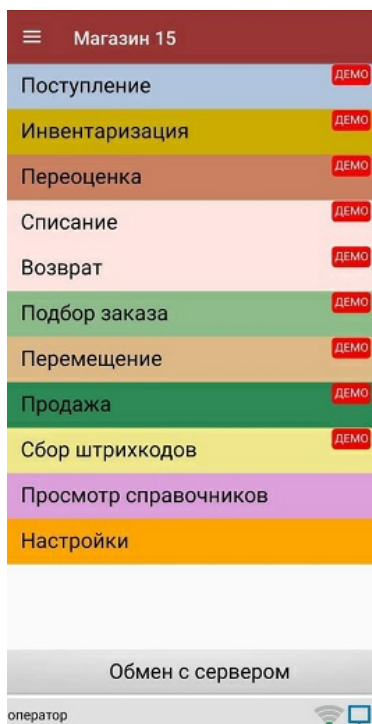 Магазин 15
Поступление ДЕМО
Инвентаризация ДЕМО
Переоценка ДЕМО
Списание ДЕМО
Возврат ДЕМО
Подбор заказа ДЕМО
Перемещение ДЕМО
Продажа ДЕМО
Сбор штрихкодов ДЕМО
Просмотр справочников
Настройки
Обмен с сервером
оператор